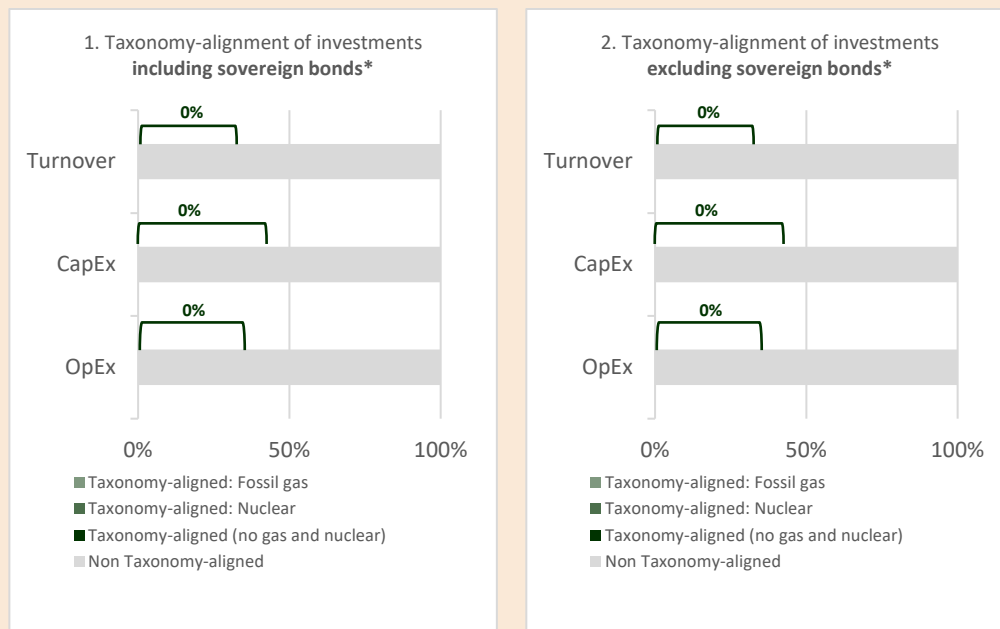 1. Taxonomy-alignment of investments
including sovereign bonds*
0%
Turnover
0%
CapEx
0%
OpEx
0% 50% 100%
Taxonomy-aligned: Fossil gas
Taxonomy-aligned: Nuclear
Taxonomy-aligned (no gas and nuclear)
Non Taxonomy-aligned
2. Taxonomy-alignment of investments
excluding sovereign bonds*
0%
Turnover
0%
CapEx
0%
OpEx
0% 50% 100%
Taxonomy-aligned: Fossil gas
Taxonomy-aligned: Nuclear
Taxonomy-aligned (no gas and nuclear)
Non Taxonomy-aligned